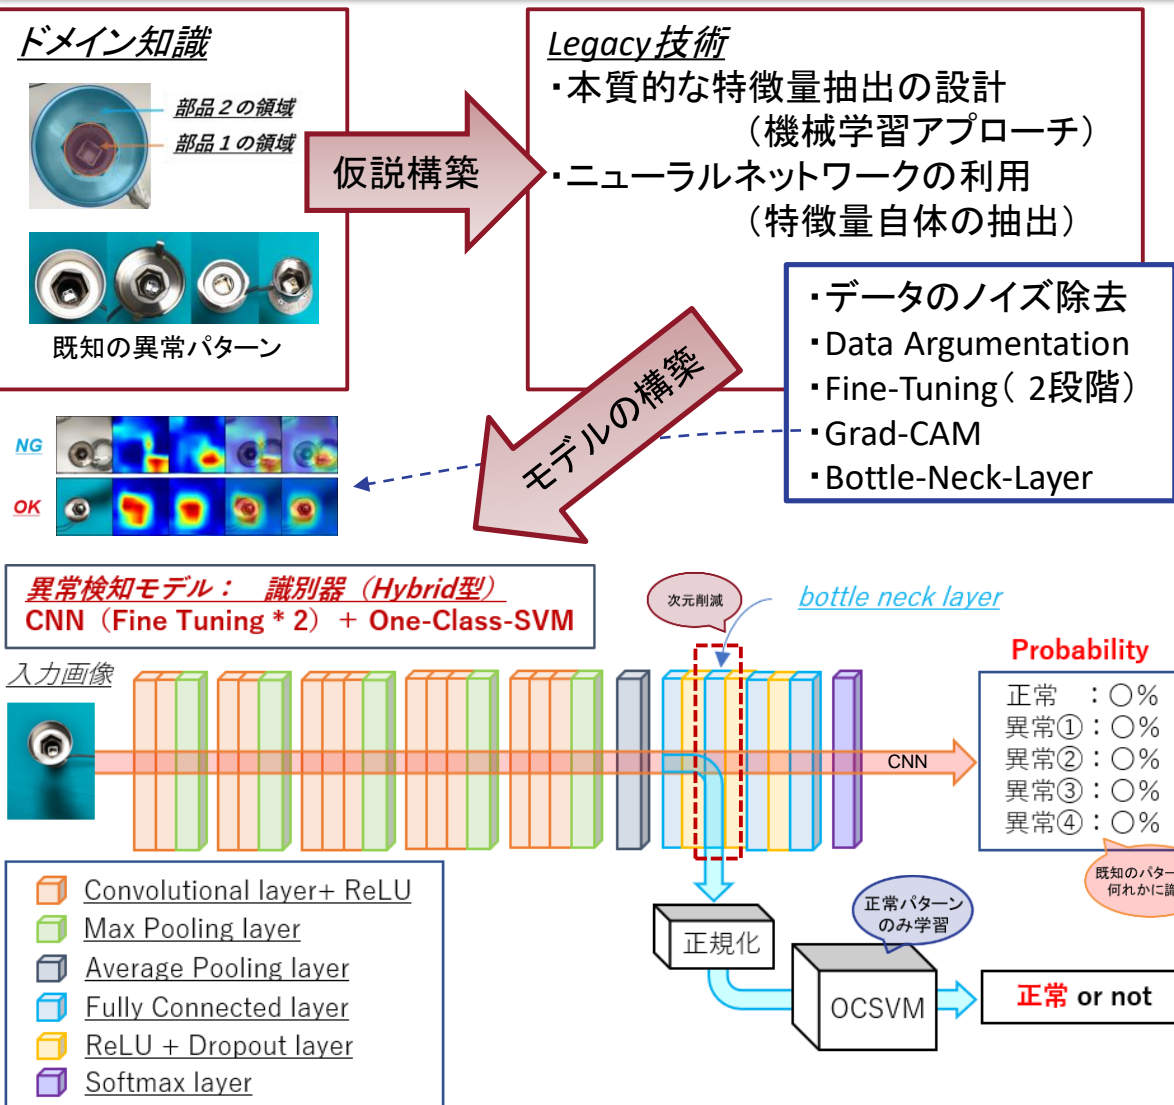 ドメイン知識
部品２の領域
部品１の領域
既知の異常パターン
仮説構築
Legacy技術
・本質的な特徴量抽出の設計
（機械学習アプローチ）
・ニューラルネットワークの利用
（特徴量自体の抽出）
・データのノイズ除去
・Data Argumentation
・Fine-Tuning（ 2段階）
・Grad-CAM
・Bottle-Neck-Layer
モデルの構築
NG
OK
異常検知モデル： 識別器（Hybrid型）
CNN（Fine Tuning * 2）+ One-Class-SVM
次元削減
bottle neck layer
入力画像
CNN
Probability
正常 ：〇%
異常①：〇%
異常②：〇%
異常③：〇%
異常④：〇%
既知のパター
何れかに識
Convolutional layer+ ReLU
Max Pooling layer
Average Pooling layer
Fully Connected layer
ReLU + Dropout layer
Softmax layer
正規化
正常パターン
のみ学習
OCSVM
正常 or not